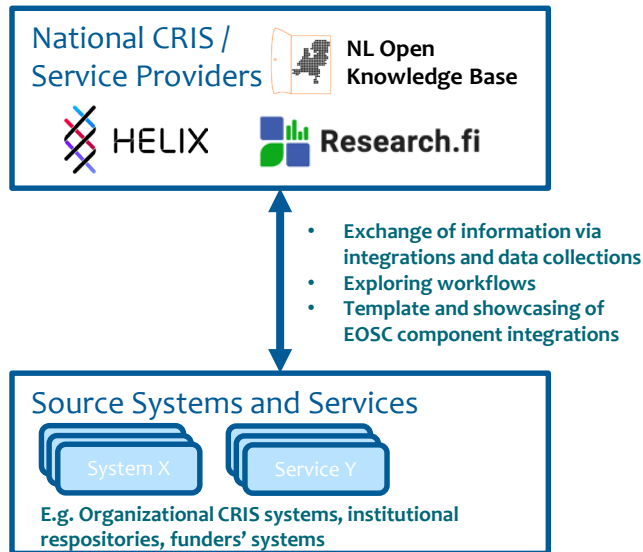 National CRIS /
Service Providers
NL Open
Knowledge Base
HELIX
Research.fi
• Exchange of information via
integrations and data collections
• Exploring workflows
• Template and showcasing of
EOSC component integrations
Source Systems and Services
System X
Service Y
E.g. Organizational CRIS systems, institutional
respositories, funders' systems